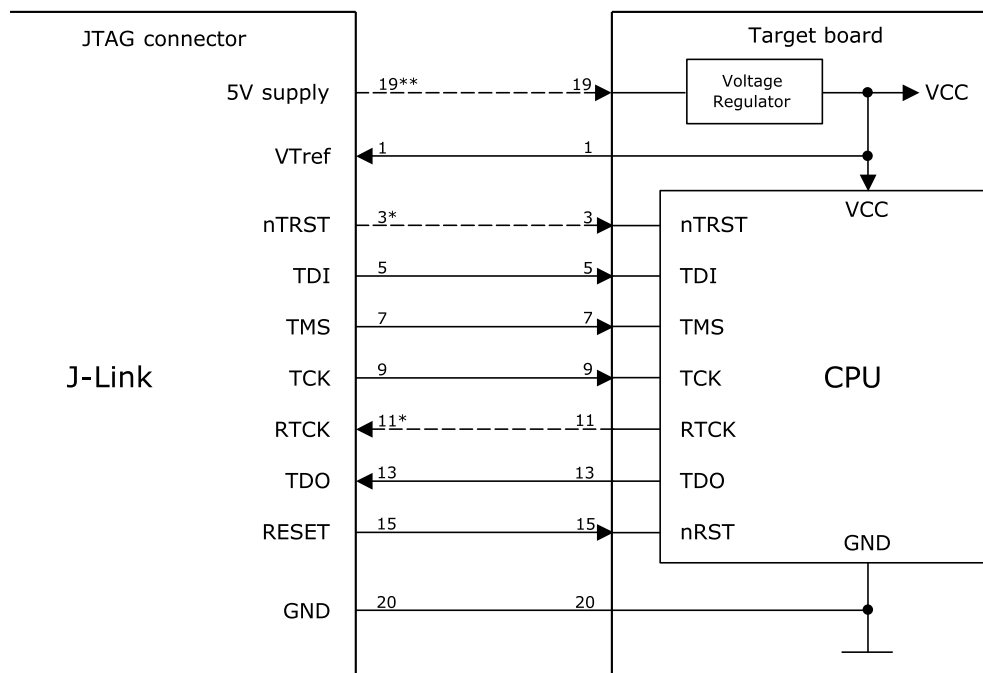 JTAG connector
Target board
5V supply 19** 19 Voltage Regulator VCC
VTref 1 1
VCC
nTRST 3* 3 nTRST
TDI 5 5 TDI
TMS 7 7 TMS
J-Link TCK 9 9 TCK CPU
RTCK 11* 11 RTCK
TDO 13 13 TDO
RESET 15 15 nRST
GND
GND 20 20